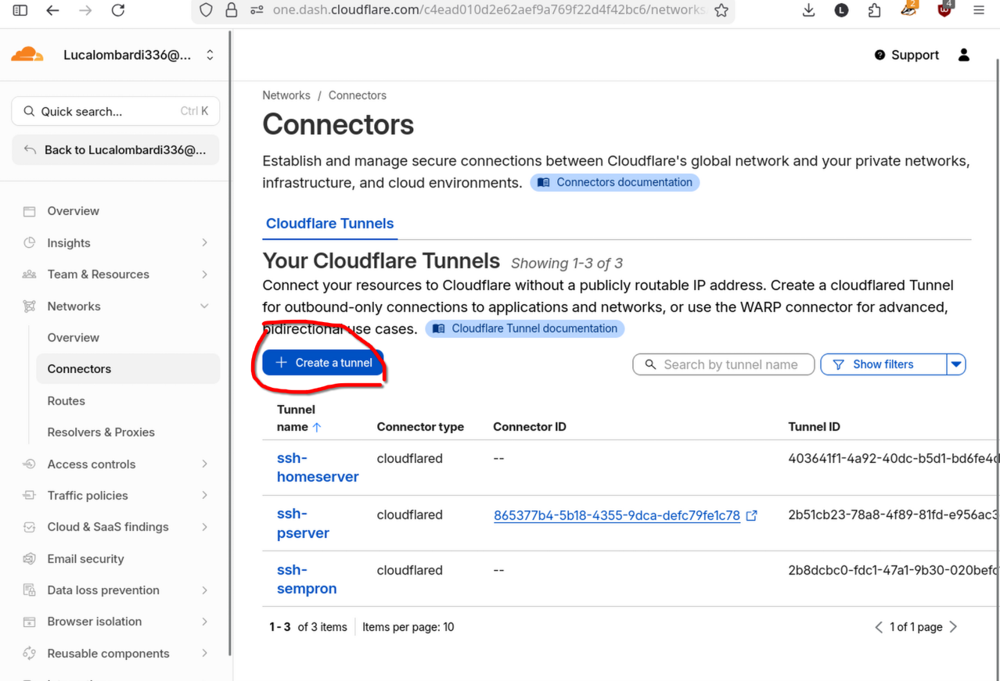 one.dash.cloudflare.com/c4ead010d2e62aef9a769f22d4f42bc6/networks
L
2
4
Lucalombardi336@...
Support
Quick search...
Ctrl K
Back to Lucalombardi336@...
Overview
Insights
Team & Resources
Networks
Overview
Connectors
Routes
Resolvers & Proxies
Access controls
Traffic policies
Cloud & SaaS findings
Email security
Data loss prevention
Browser isolation
Reusable components
Networks / Connectors
Connectors
Establish and manage secure connections between Cloudflare's global network and your private networks,
infrastructure, and cloud environments. Connectors documentation
Cloudflare Tunnels
Your Cloudflare Tunnels Showing 1-3 of 3
Connect your resources to Cloudflare without a publicly routable IP address. Create a cloudflared Tunnel
for outbound-only connections to applications and networks, or use the WARP connector for advanced,
bidirectional use cases. Cloudflare Tunnel documentation
+ Create a tunnel
Search by tunnel name
Show filters
Tunnel
name ↑ Connector type Connector ID Tunnel ID
ssh-
homeserver cloudflared -- 403641f1-4a92-40dc-b5d1-bd6fe4
ssh-
pserver cloudflared 865377b4-5b18-4355-9dca-defc79fe1c78 2b51cb23-78a8-4f89-81fd-e956ac3
ssh-
sempron cloudflared -- 2b8dcbc0-fdc1-47a1-9b30-020bef
1 - 3 of 3 items Items per page: 10
1 of 1 page